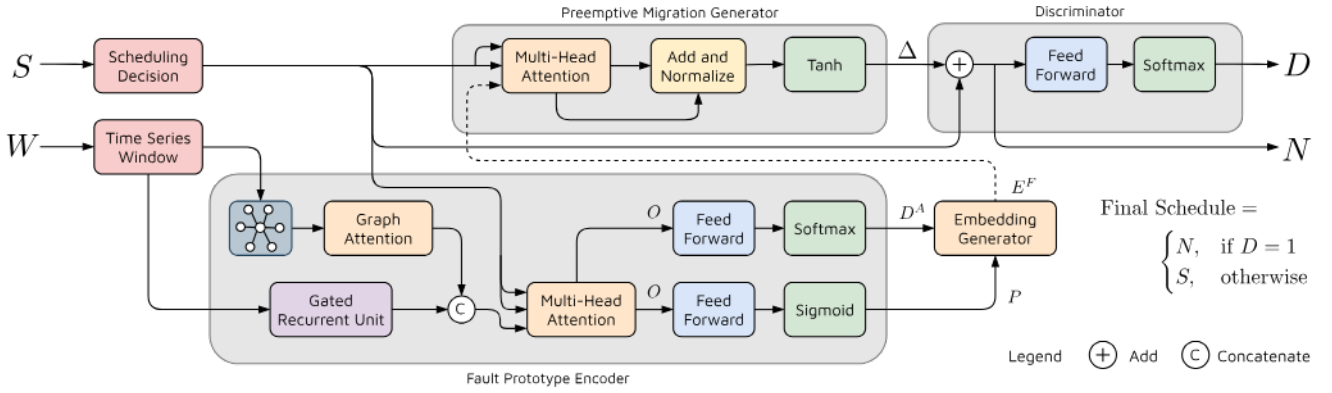 Preemptive Migration Generator
Discriminator
S
Scheduling
Decision
Multi-Head
Attention
Add and
Normalize
Tanh
Δ
+
Feed
Forward
Softmax
D
W
Time Series
Window
N
E^F
Graph
Attention
O
Feed
Forward
Softmax
D^A
Embedding
Generator
Final Schedule =
N, if D = 1
S, otherwise
Gated
Recurrent Unit
C
Multi-Head
Attention
O
Feed
Forward
Sigmoid
P
Legend + Add C Concatenate
Fault Prototype Encoder